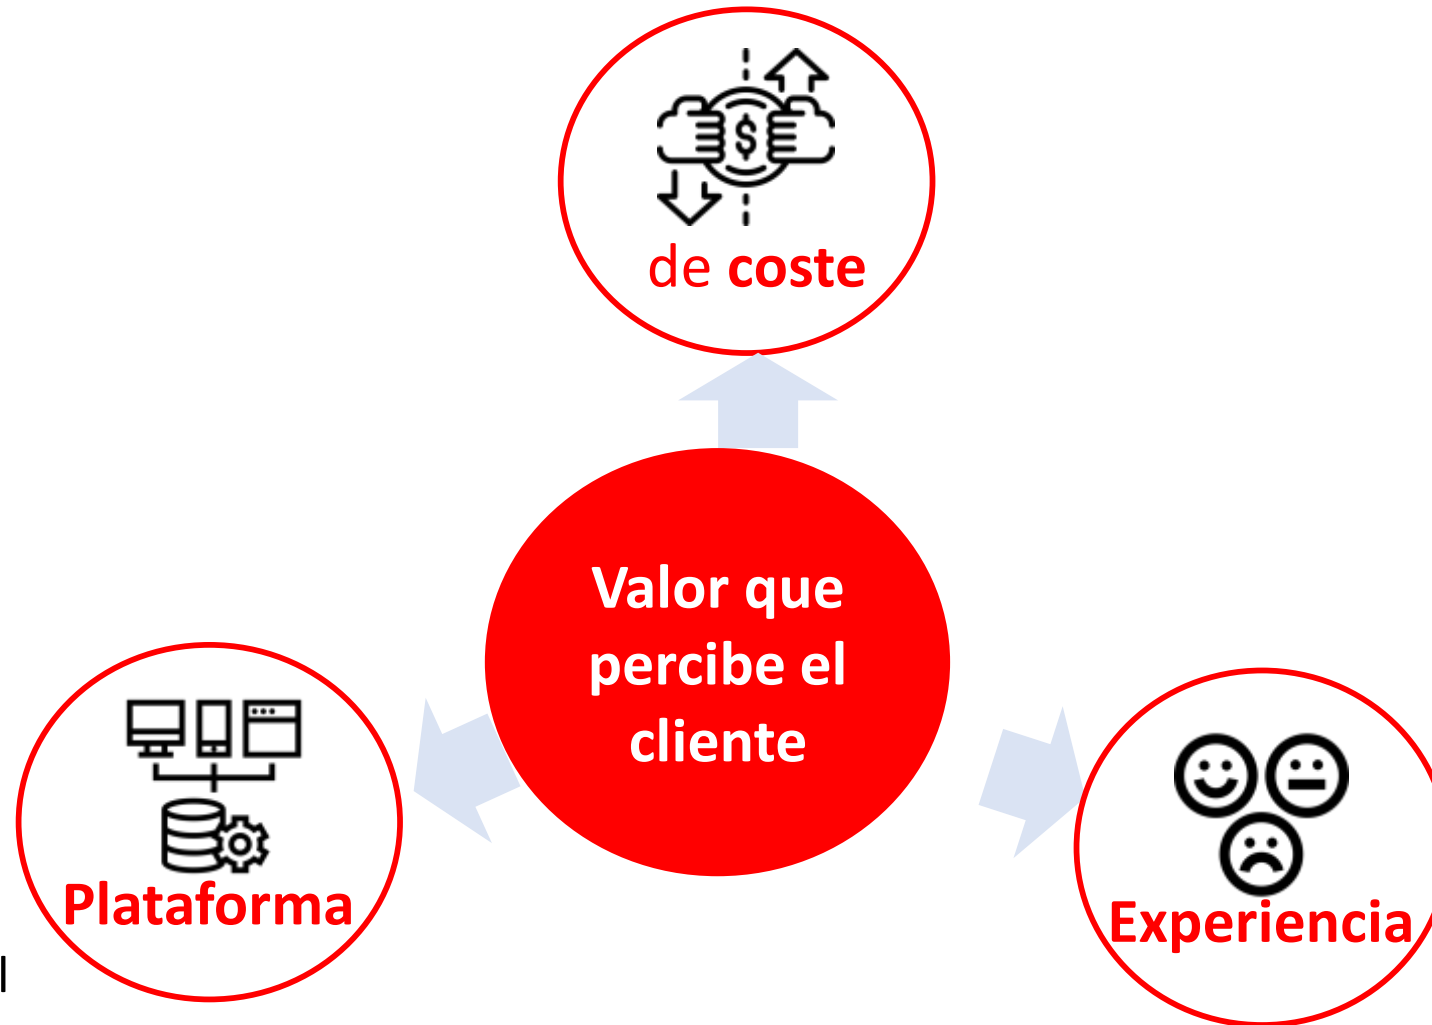 $
de coste
Valor que
percibe el
cliente
Plataforma
Experiencia
l